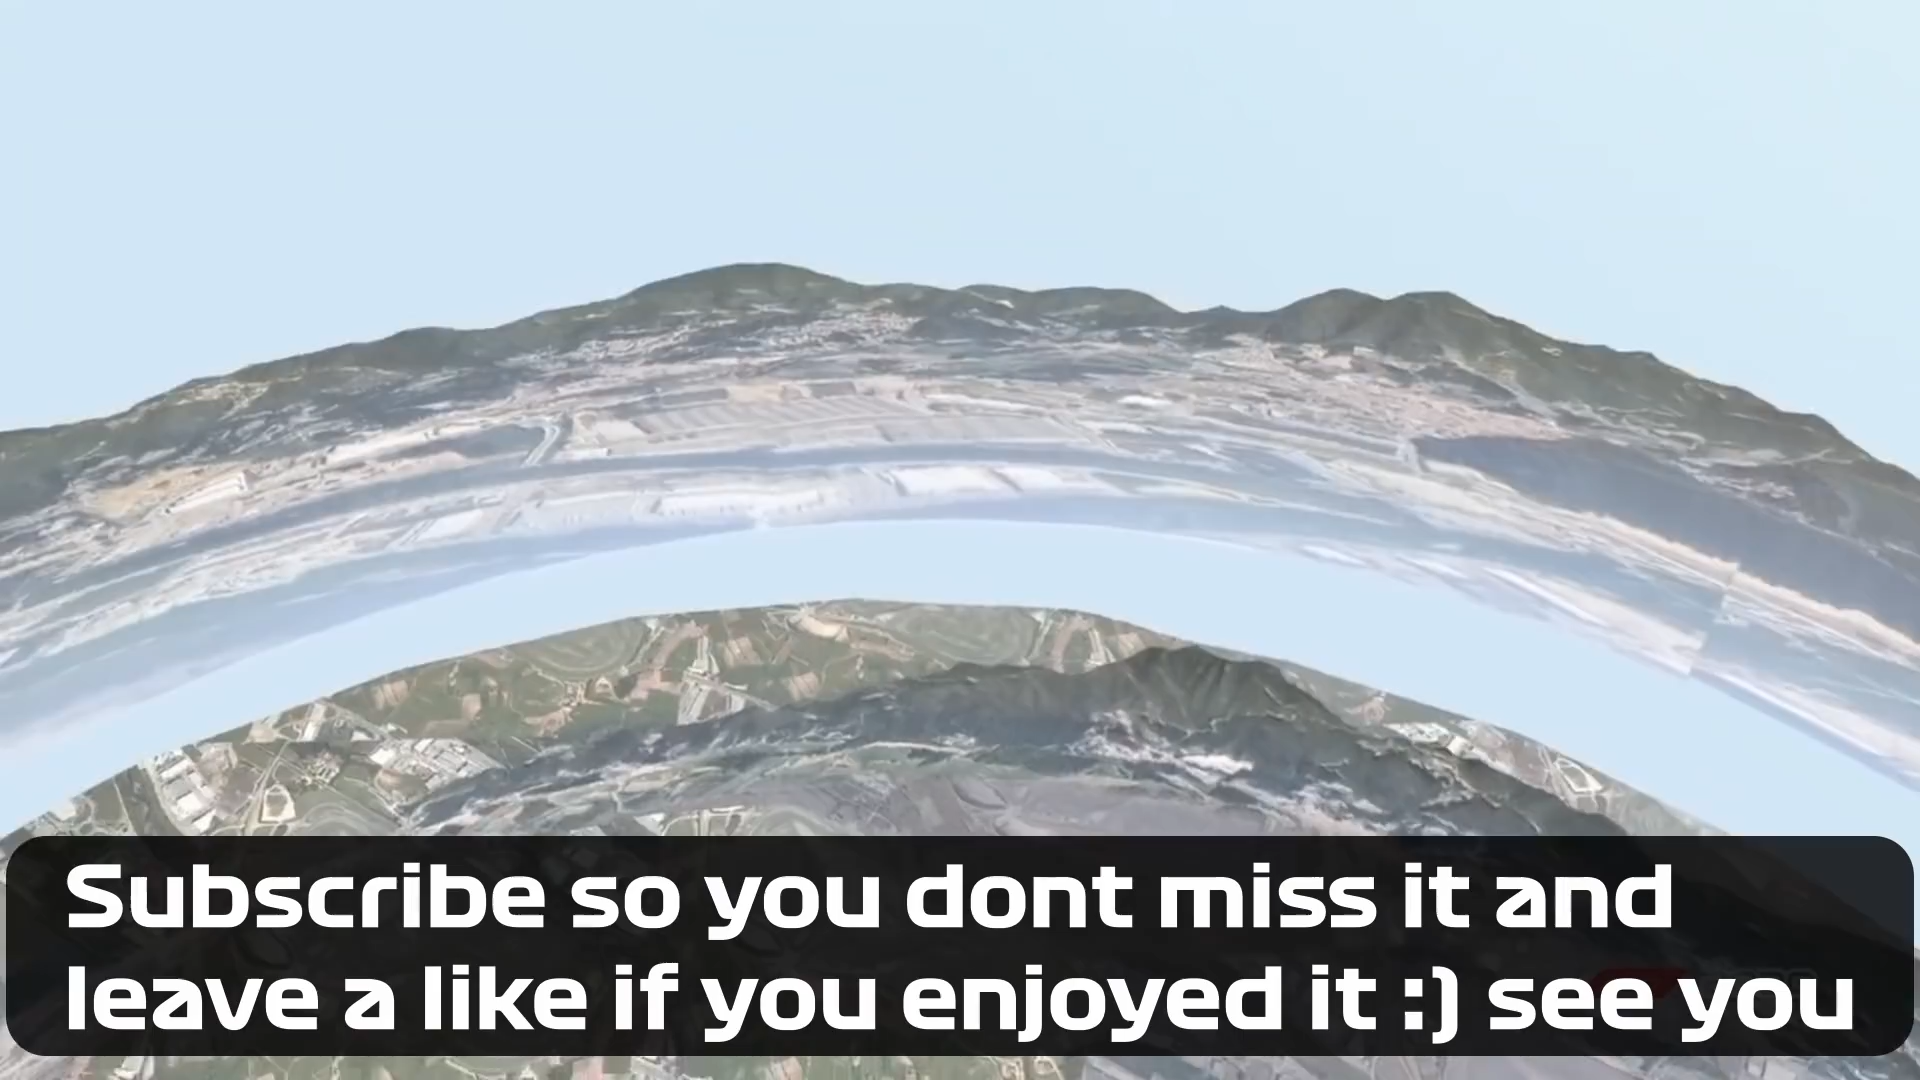 Subscribe so you dont miss it and
leave a like if you enjoyed it :) see you